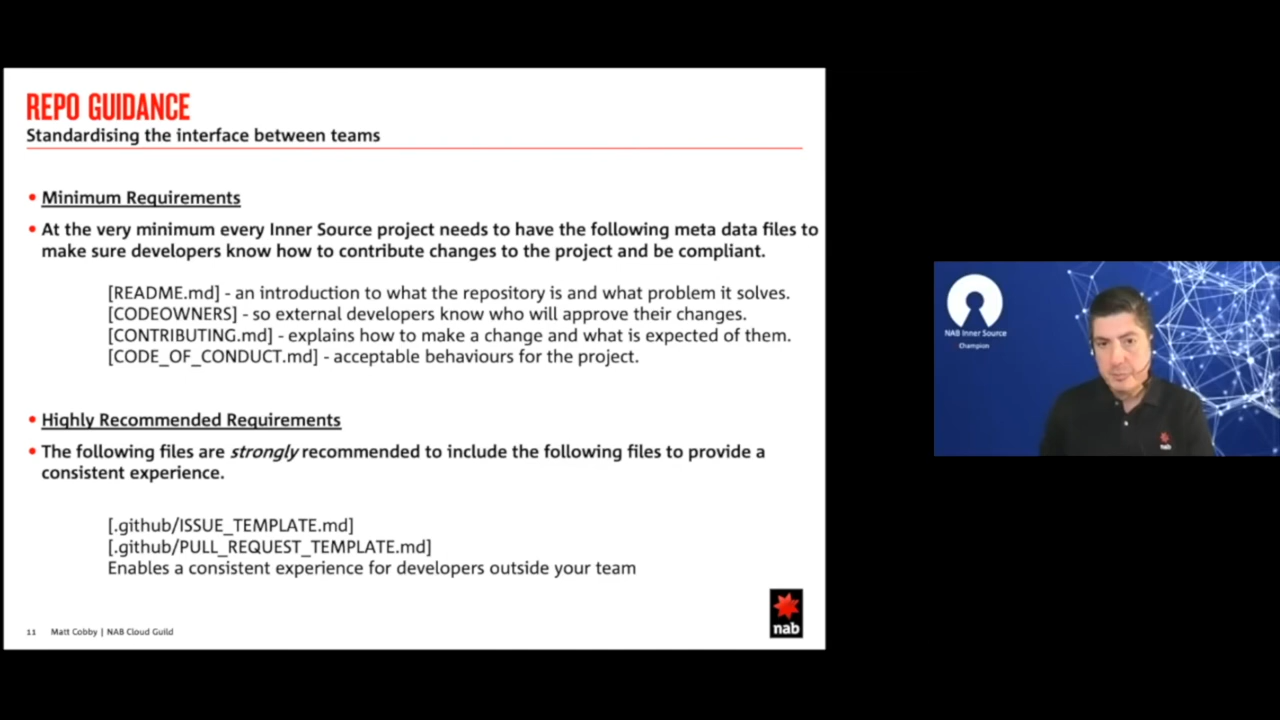 REPO GUIDANCE
Standardising the interface between teams
• Minimum Requirements
• At the very minimum every Inner Source project needs to have the following meta data files to
make sure developers know how to contribute changes to the project and be compliant.
[README.md] - an introduction to what the repository is and what problem it solves.
[CODEOWNERS] - so external developers know who will approve their changes.
[CONTRIBUTING.md] - explains how to make a change and what is expected of them.
[CODE_OF_CONDUCT.md] - acceptable behaviours for the project.
• Highly Recommended Requirements
• The following files are strongly recommended to include the following files to provide a
consistent experience.
[.github/ISSUE_TEMPLATE.md]
[.github/PULL_REQUEST_TEMPLATE.md]
Enables a consistent experience for developers outside your team
11 Matt Cobby | NAB Cloud Guild
nab
NAB Inner Source
Champion
nab